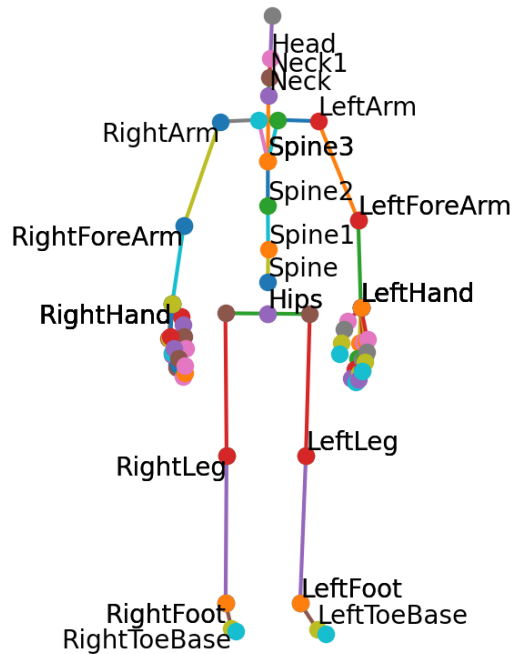 Head
Neck1
Neck
LeftArm
RightArm
Spine3
Spine2
LeftForeArm
RightForeArm
Spine1
Spine
Hips
LeftHand
RightHand
LeftLeg
RightLeg
LeftFoot
RightFoot
LeftToeBase
RightToeBase